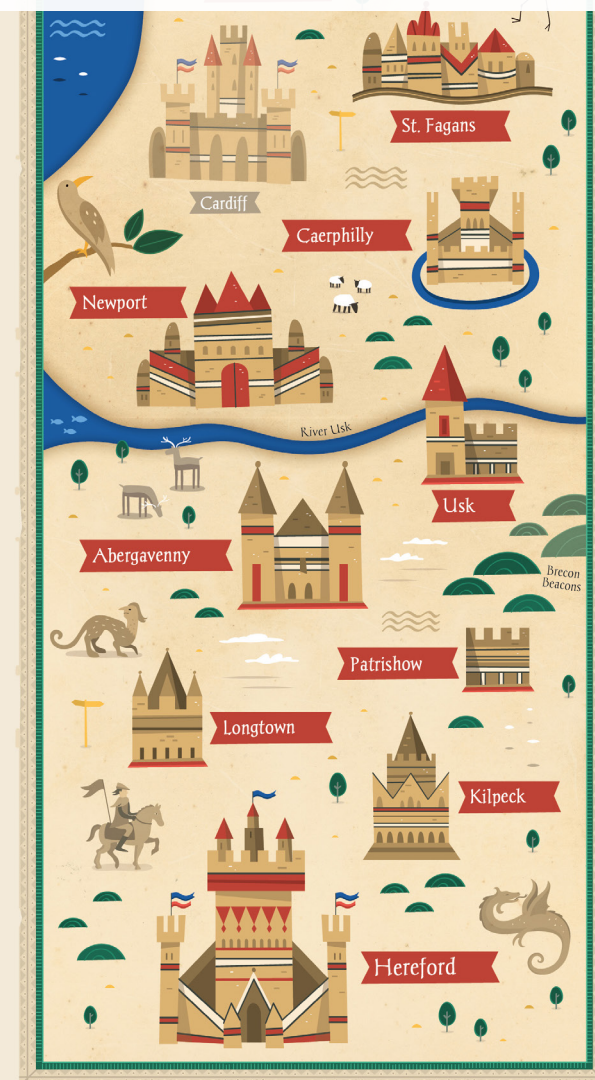 St. Fagans
Cardiff
Caerphilly
Newport
River Usk
Usk
Abergavenny
Brecon
Beacons
Patrishow
Longtown
Kilpeck
Hereford